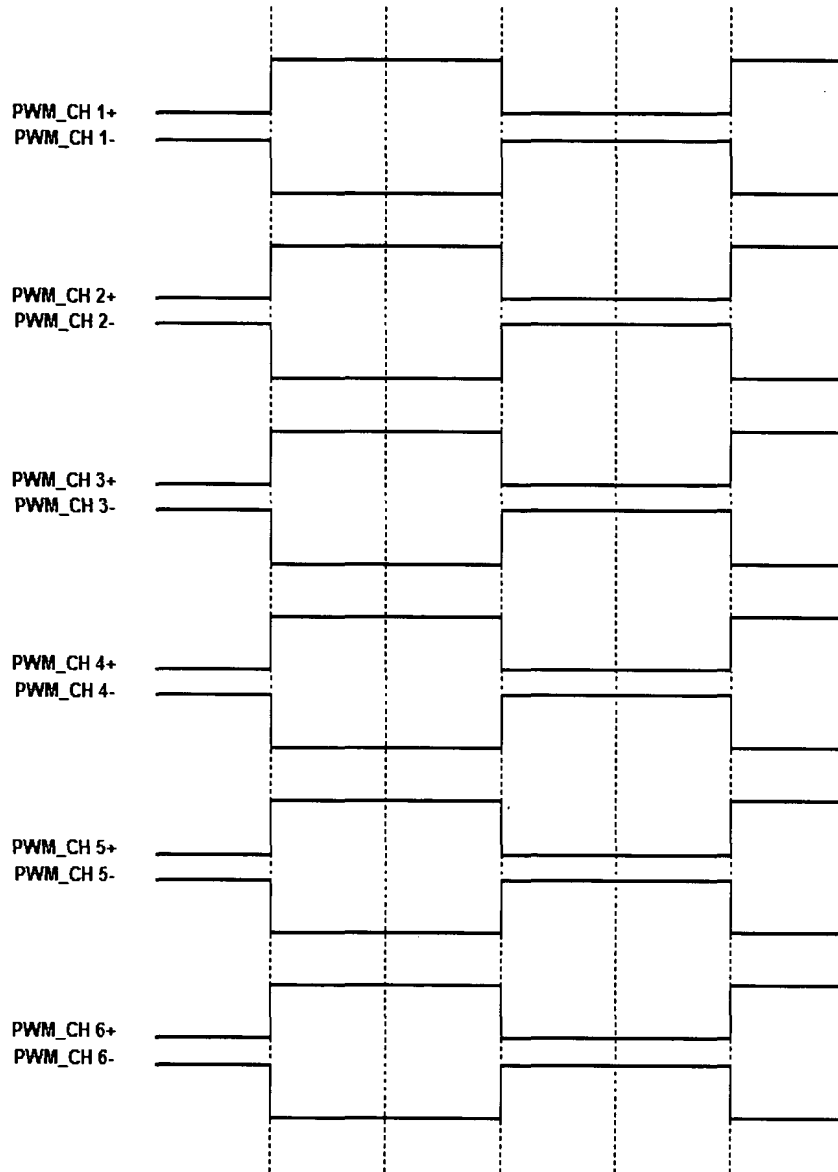 PWM_CH 1+
PWM_CH 1-
PWM_CH 2+
PWM_CH 2-
PWM_CH 3+
PWM_CH 3-
PWM_CH 4+
PWM_CH 4-
PWM_CH 5+
PWM_CH 5-
PWM_CH 6+
PWM_CH 6-